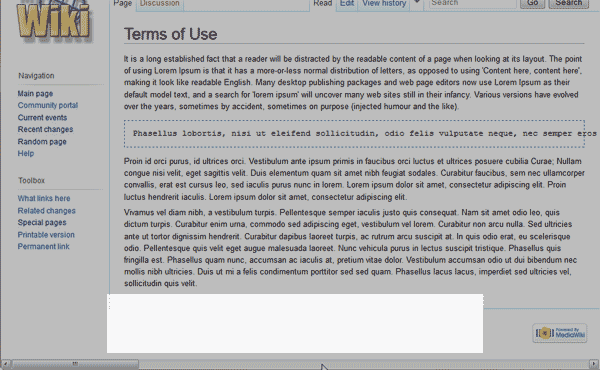 Wiki
Page Discussion Read Edit View history Search Go Search
Terms of Use
It is a long established fact that a reader will be distracted by the readable content of a page when looking at its layout. The point
of using Lorem Ipsum is that it has a more-or-less normal distribution of letters, as opposed to using 'Content here, content here',
making it look like readable English. Many desktop publishing packages and web page editors now use Lorem Ipsum as their
default model text, and a search for 'lorem ipsum' will uncover many web sites still in their infancy. Various versions have evolved
over the years, sometimes by accident, sometimes on purpose (injected humour and the like).
Phasellus lobortis, nisi ut eleifend sollicitudin, odio felis vulputate neque, nec semper eros
Proin id orci purus, id ultrices orci. Vestibulum ante ipsum primis in faucibus orci luctus et ultrices posuere cubilia Curae; Nullam
congue nisi velit, eget sagittis velit. Duis elementum quam sit amet nibh feugiat sodales. Curabitur faucibus, sem nec ullamcorper
convallis, erat est cursus leo, sed iaculis purus nunc in lorem. Lorem ipsum dolor sit amet, consectetur adipiscing elit. Proin
luctus hendrerit iaculis. Lorem ipsum dolor sit amet, consectetur adipiscing elit.
Vivamus vel diam nibh, a vestibulum turpis. Pellentesque semper iaculis justo quis consequat. Nam sit amet odio leo, quis
dictum turpis. Curabitur enim urna, commodo sed adipiscing eget, vestibulum vel lorem. Curabitur non arcu nulla. Sed ultricies
ante ut tortor dignissim hendrerit. Curabitur dapibus laoreet turpis, ac rutrum arcu suscipit at. In quis odio erat, eu scelerisque
odio. Pellentesque quis velit eget augue malesuada laoreet. Nunc vehicula purus in lectus suscipit tristique. Phasellus quis
fringilla est. Phasellus quam nunc, accumsan ac iaculis at, pretium vitae dolor. Vestibulum accumsan odio ut dui bibendum nec
mollis nibh ultricies. Duis ut mi a felis condimentum porttitor sed sed quam. Phasellus lacus lacus, imperdiet sed ultricies vel,
sollicitudin quis velit.
Navigation
Main page
Community portal
Current events
Recent changes
Random page
Help
Toolbox
What links here
Related changes
Special pages
Printable version
Permanent link
Powered By
MediaWiki